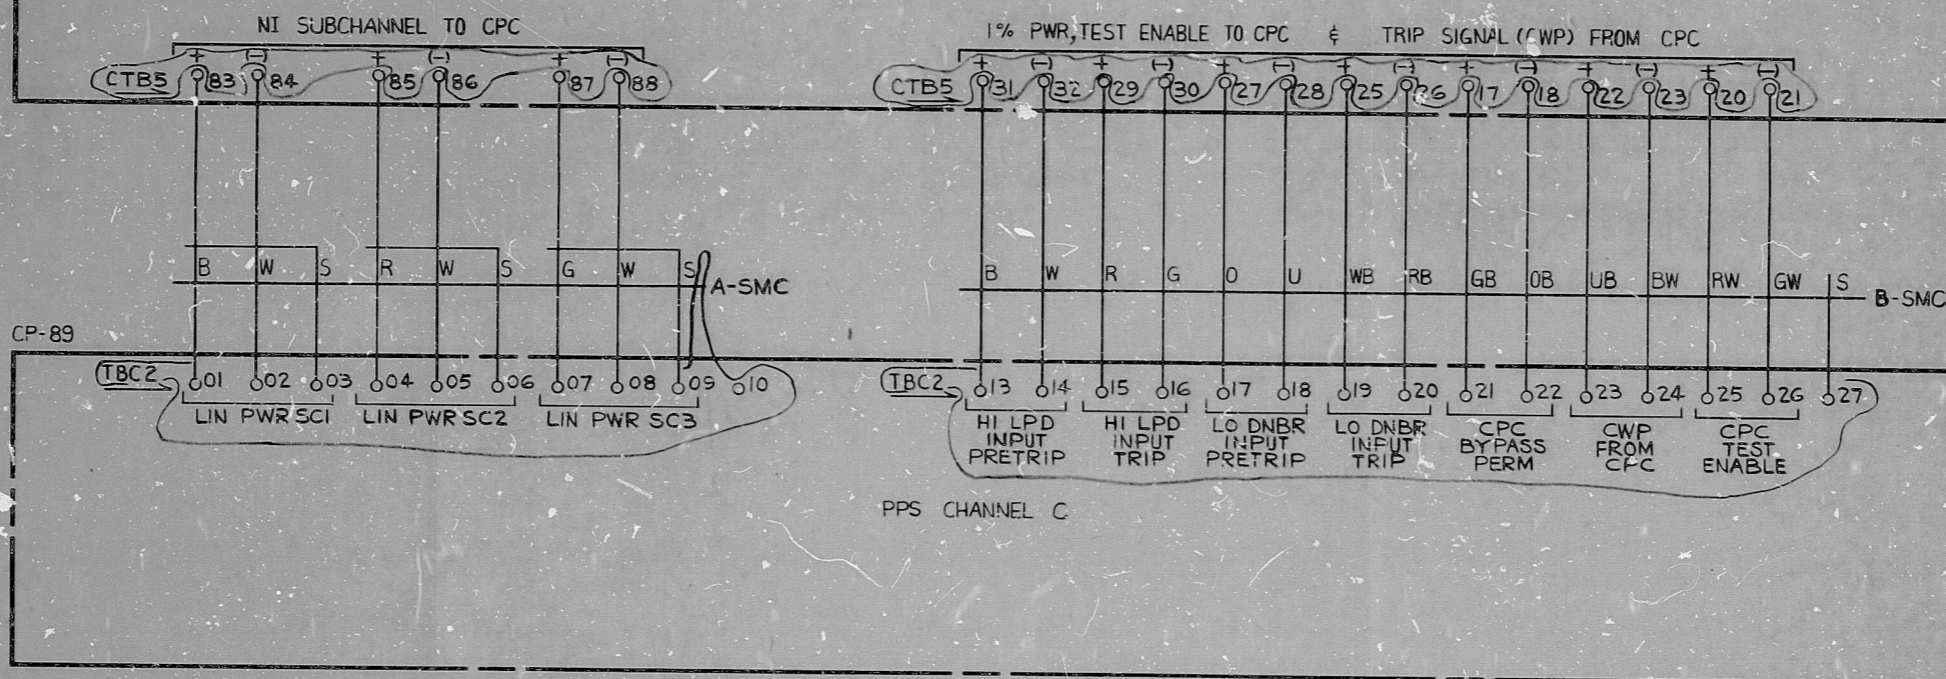 NI SUBCHANNEL TO CPC
1% PWR, TEST ENABLE TO CPC & TRIP SIGNAL (CWP) FROM CPC
+ (-) + (-) + (-)
+ (-) + (-) + (-) + (-) + (-) + (-) + (-)
CTB5 83 84 85 86 87 88
CTB5 31 32 29 30 27 28 25 26 17 18 22 23 20 21
B W S R W S G W S A-SMC
B W R G O U WB RB GB OB UB BW RW GW S B-SMC
CP-89
TBC2 01 02 03 04 05 06 07 08 09 10
TBC2 13 14 15 16 17 18 19 20 21 22 23 24 25 26 27
LIN PWR SC1 LIN PWR SC2 LIN PWR SC3
HI LPD INPUT PRETRIP
HI LPD INPUT TRIP
LO DNBR INPUT PRETRIP
LO DNBR INPUT TRIP
CPC BYPASS PERM
CWP FROM CPC
CPC TEST ENABLE
PPS CHANNEL C